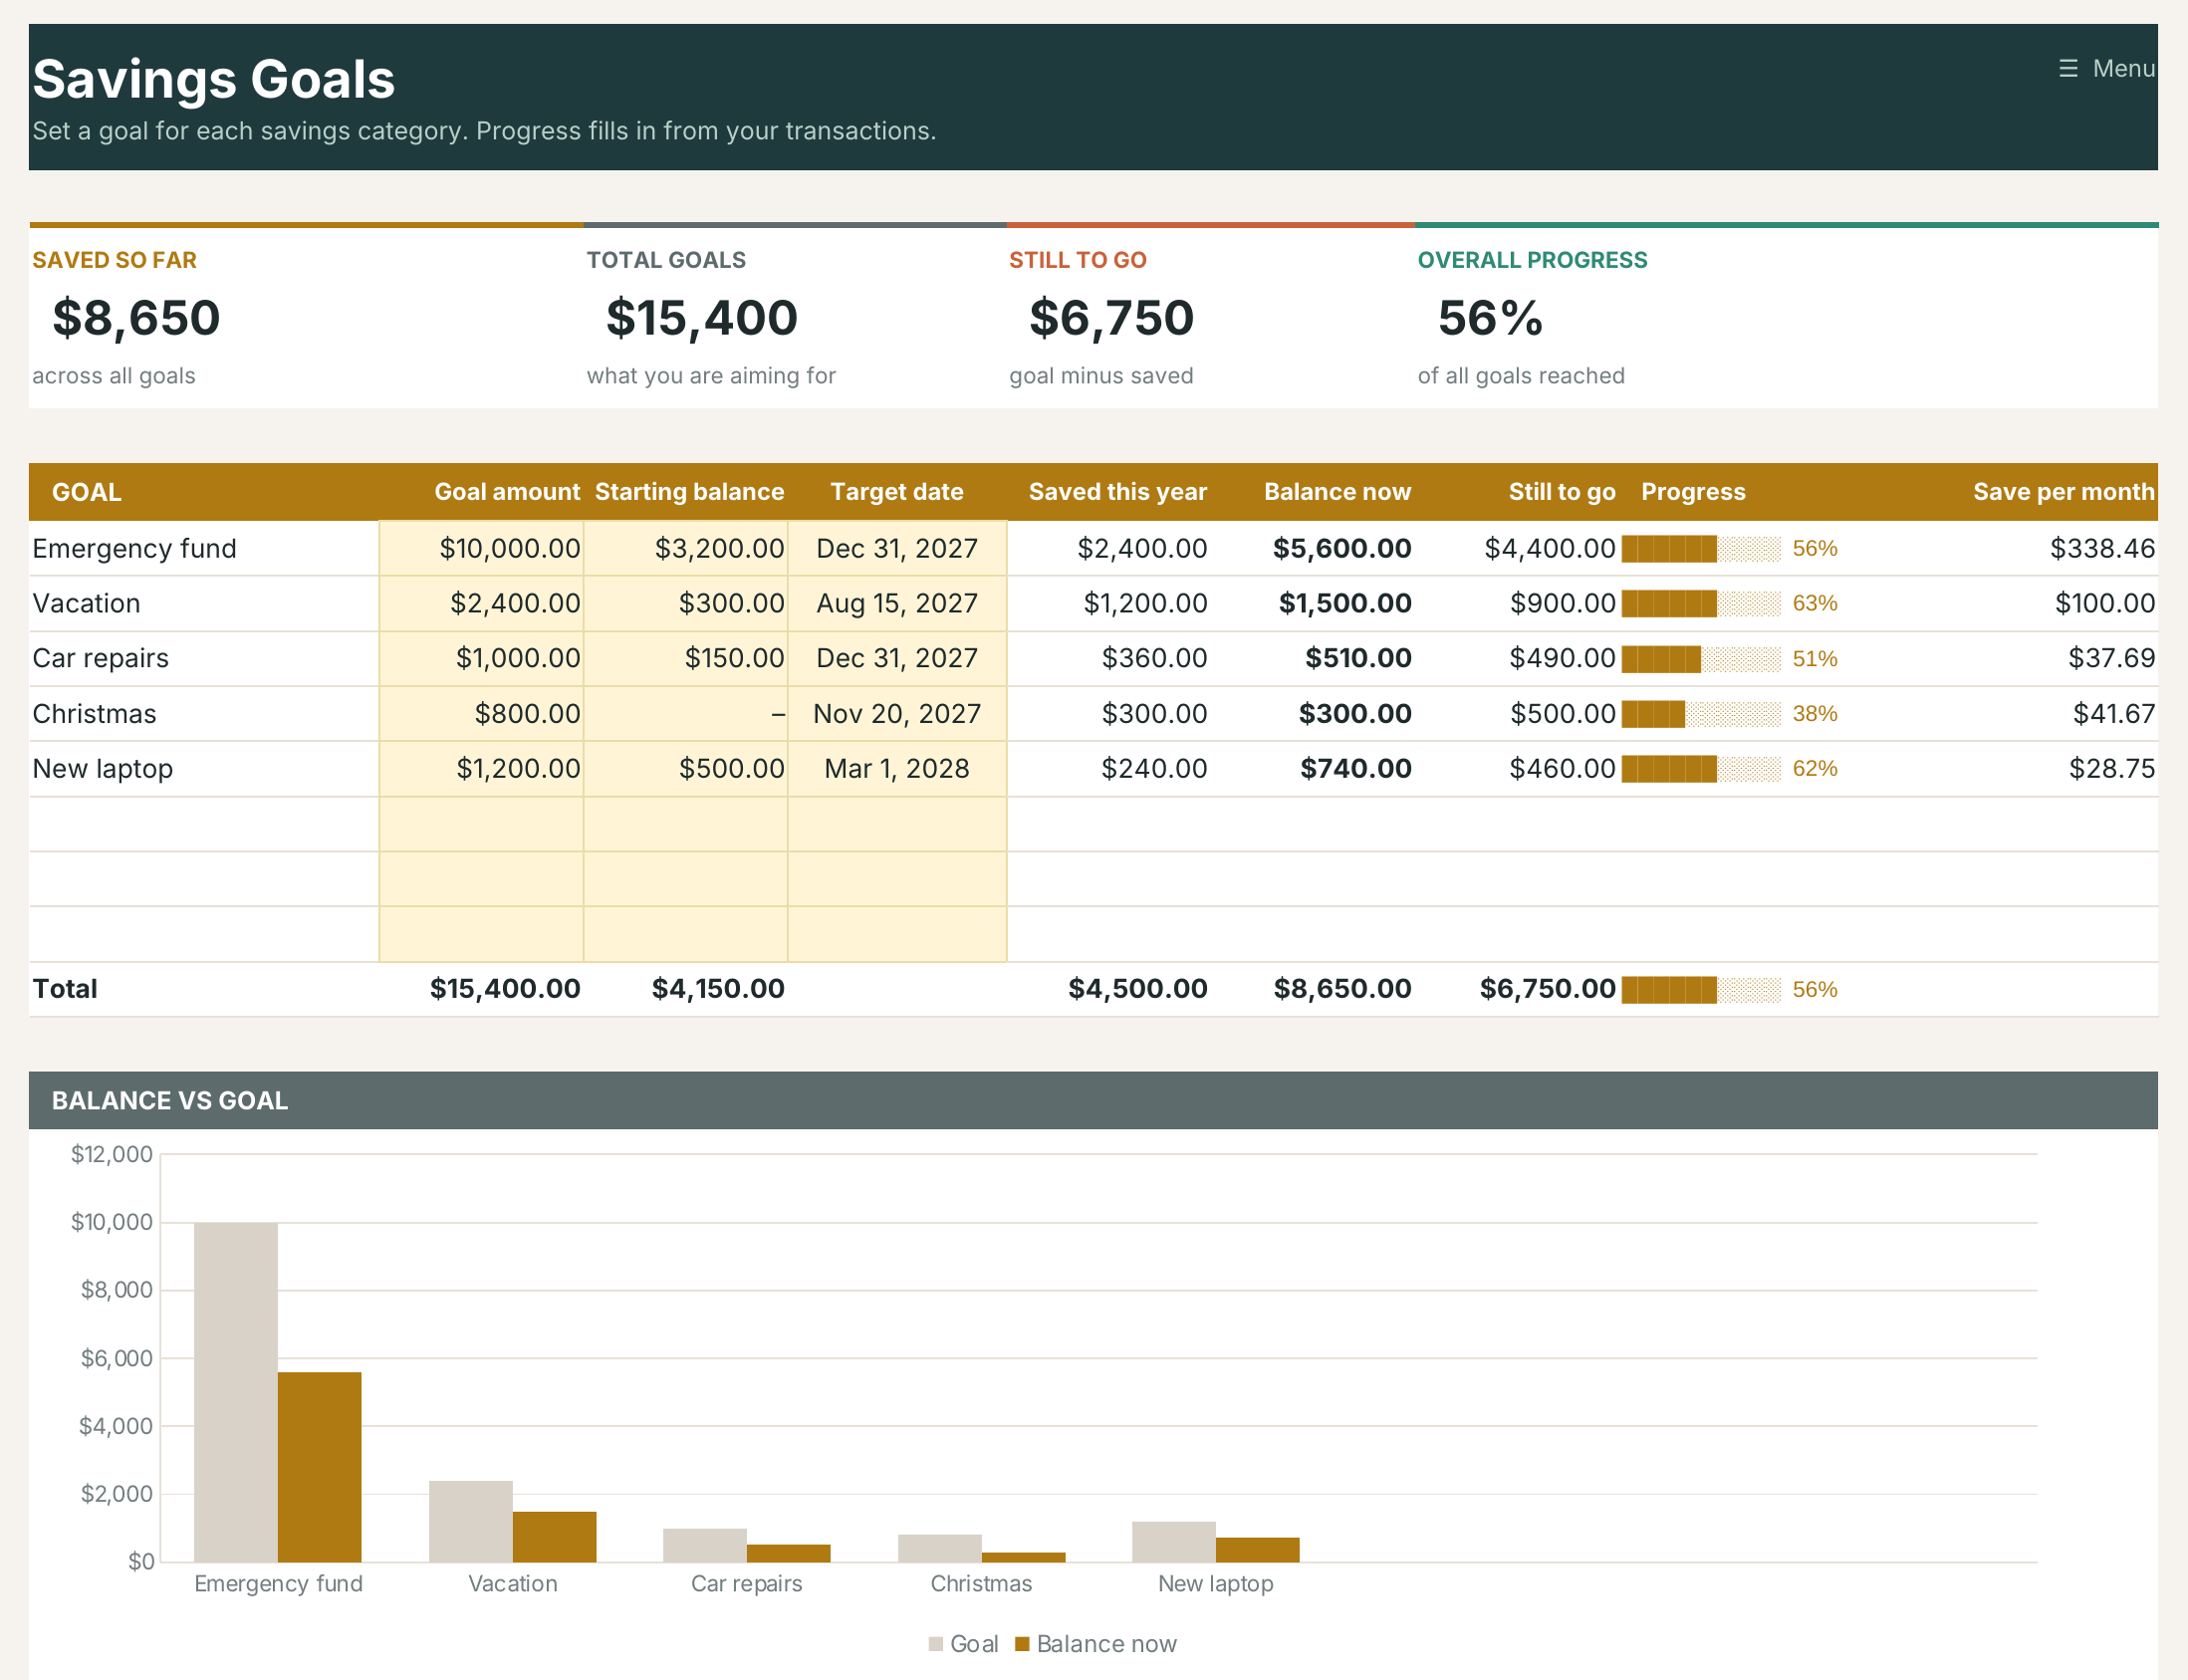 Savings Goals
☰ Menu
Set a goal for each savings category. Progress fills in from your transactions.
SAVED SO FAR TOTAL GOALS STILL TO GO OVERALL PROGRESS
$8,650 $15,400 $6,750 56%
across all goals what you are aiming for goal minus saved of all goals reached
GOAL Goal amount Starting balance Target date Saved this year Balance now Still to go Progress Save per month
Emergency fund $10,000.00 $3,200.00 Dec 31, 2027 $2,400.00 $5,600.00 $4,400.00 56% $338.46
Vacation $2,400.00 $300.00 Aug 15, 2027 $1,200.00 $1,500.00 $900.00 63% $100.00
Car repairs $1,000.00 $150.00 Dec 31, 2027 $360.00 $510.00 $490.00 51% $37.69
Christmas $800.00 – Nov 20, 2027 $300.00 $300.00 $500.00 38% $41.67
New laptop $1,200.00 $500.00 Mar 1, 2028 $240.00 $740.00 $460.00 62% $28.75
Total $15,400.00 $4,150.00 $4,500.00 $8,650.00 $6,750.00 56%
BALANCE VS GOAL
$12,000
$10,000
$8,000
$6,000
$4,000
$2,000
$0
Emergency fund Vacation Car repairs Christmas New laptop
Goal Balance now